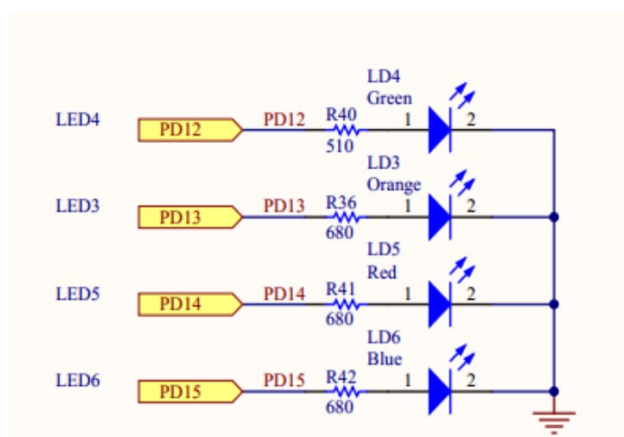 LD4
Green
LED4 PD12 PD12 R40 1 2
510
LD3
Orange
LED3 PD13 PD13 R36 1 2
680
LD5
Red
LED5 PD14 PD14 R41 1 2
680
LD6
Blue
LED6 PD15 PD15 R42 1 2
680